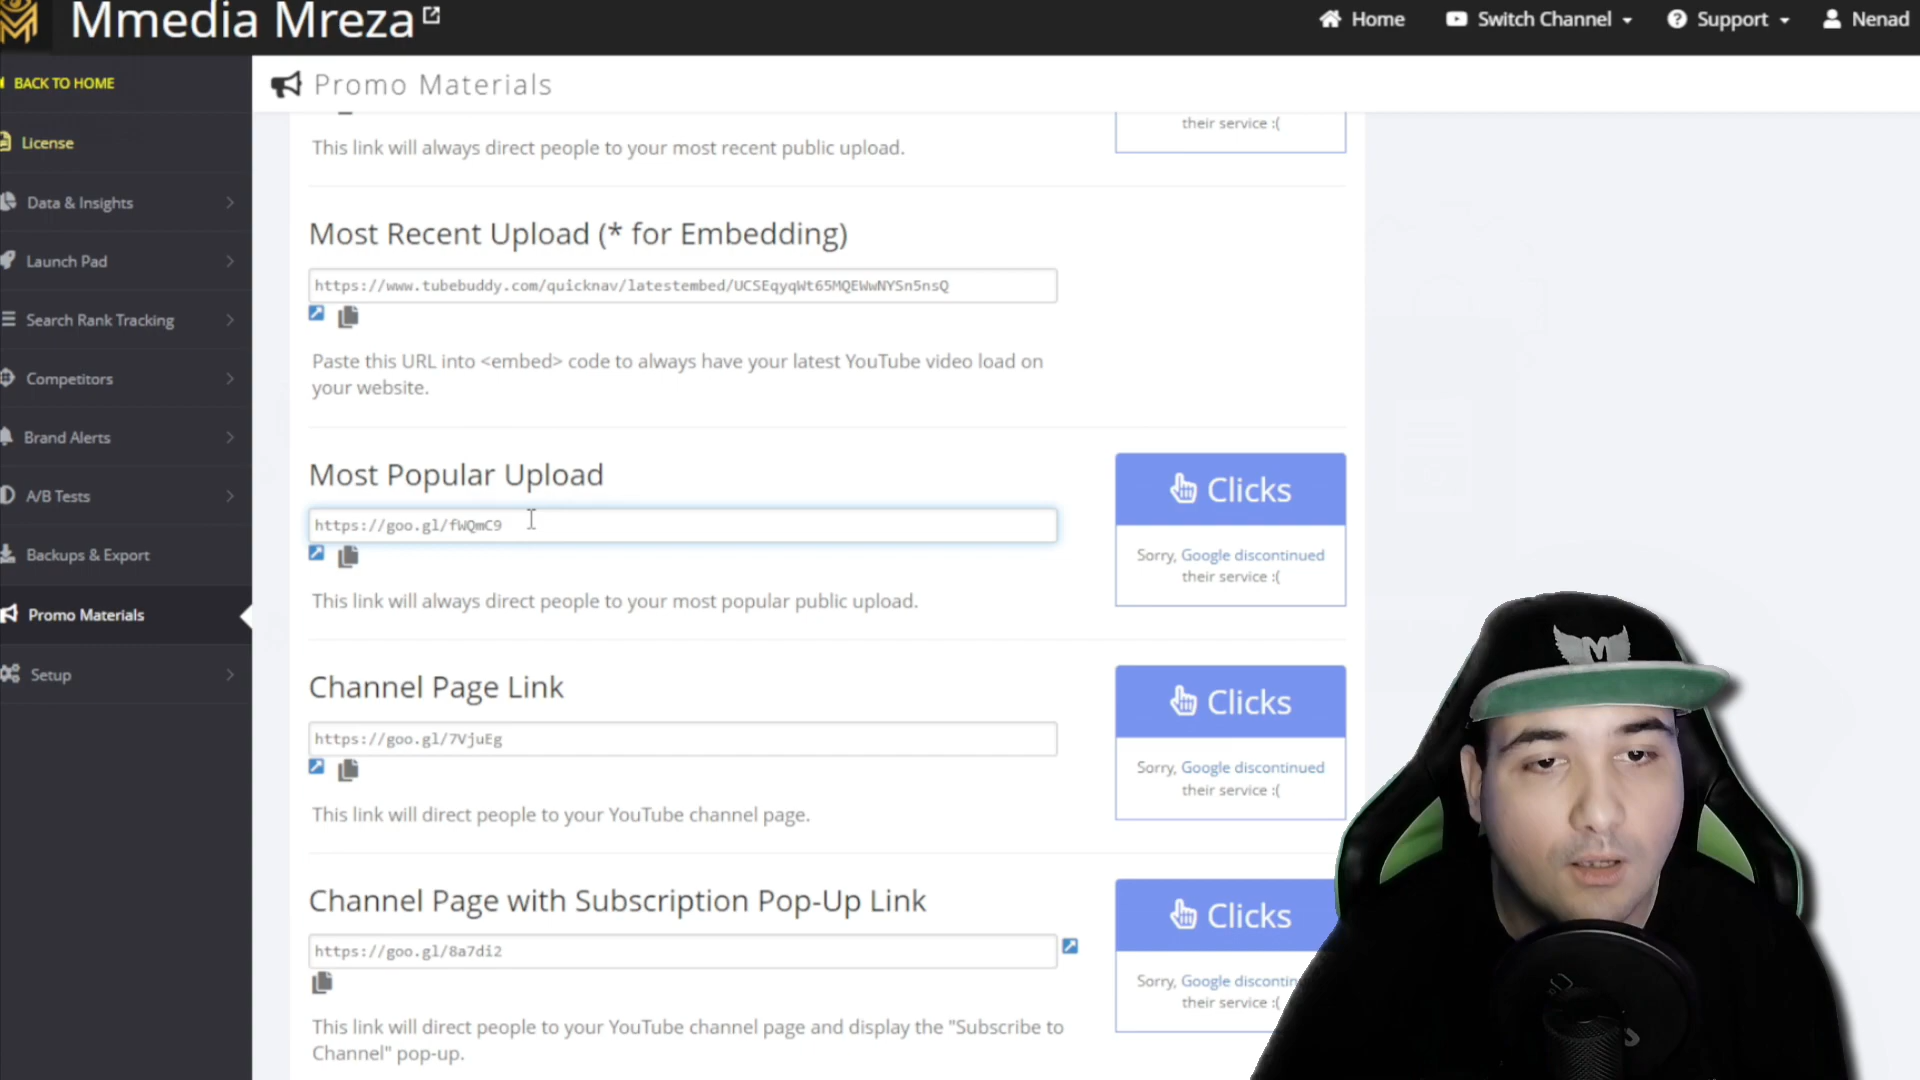 Mmedia Mreza
Home
Switch Channel
Support
Nenad
BACK TO HOME
License
Data & Insights
Launch Pad
Search Rank Tracking
Competitors
Brand Alerts
A/B Tests
Backups & Export
Promo Materials
Setup
Promo Materials
This link will always direct people to your most recent public upload.
their service :(
Most Recent Upload (* for Embedding)
https://www.tubebuddy.com/quicknav/latestembed/UCSEqyqWt65MQEWwNYSn5nsQ
Paste this URL into <embed> code to always have your latest YouTube video load on
your website.
Most Popular Upload
https://goo.gl/fWQmC9
This link will always direct people to your most popular public upload.
Clicks
Sorry, Google discontinued
their service :(
Channel Page Link
https://goo.gl/7VjuEg
This link will direct people to your YouTube channel page.
Clicks
Sorry, Google discontinued
their service :(
Channel Page with Subscription Pop-Up Link
https://goo.gl/8a7di2
This link will direct people to your YouTube channel page and display the "Subscribe to
Channel" pop-up.
Clicks
Sorry, Google discontin
their service :(
M